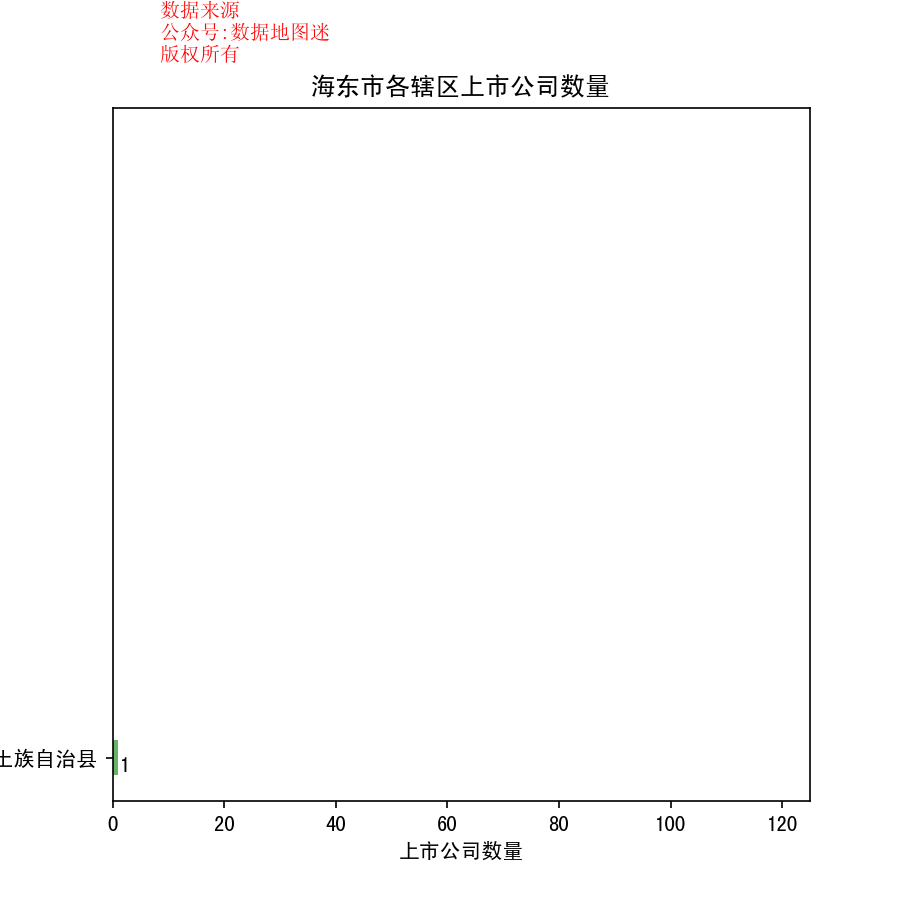 数据来源
公众号:数据地图迷
版权所有
海东市各辖区上市公司数量
土族自治县
1
0 20 40 60 80 100 120
上市公司数量